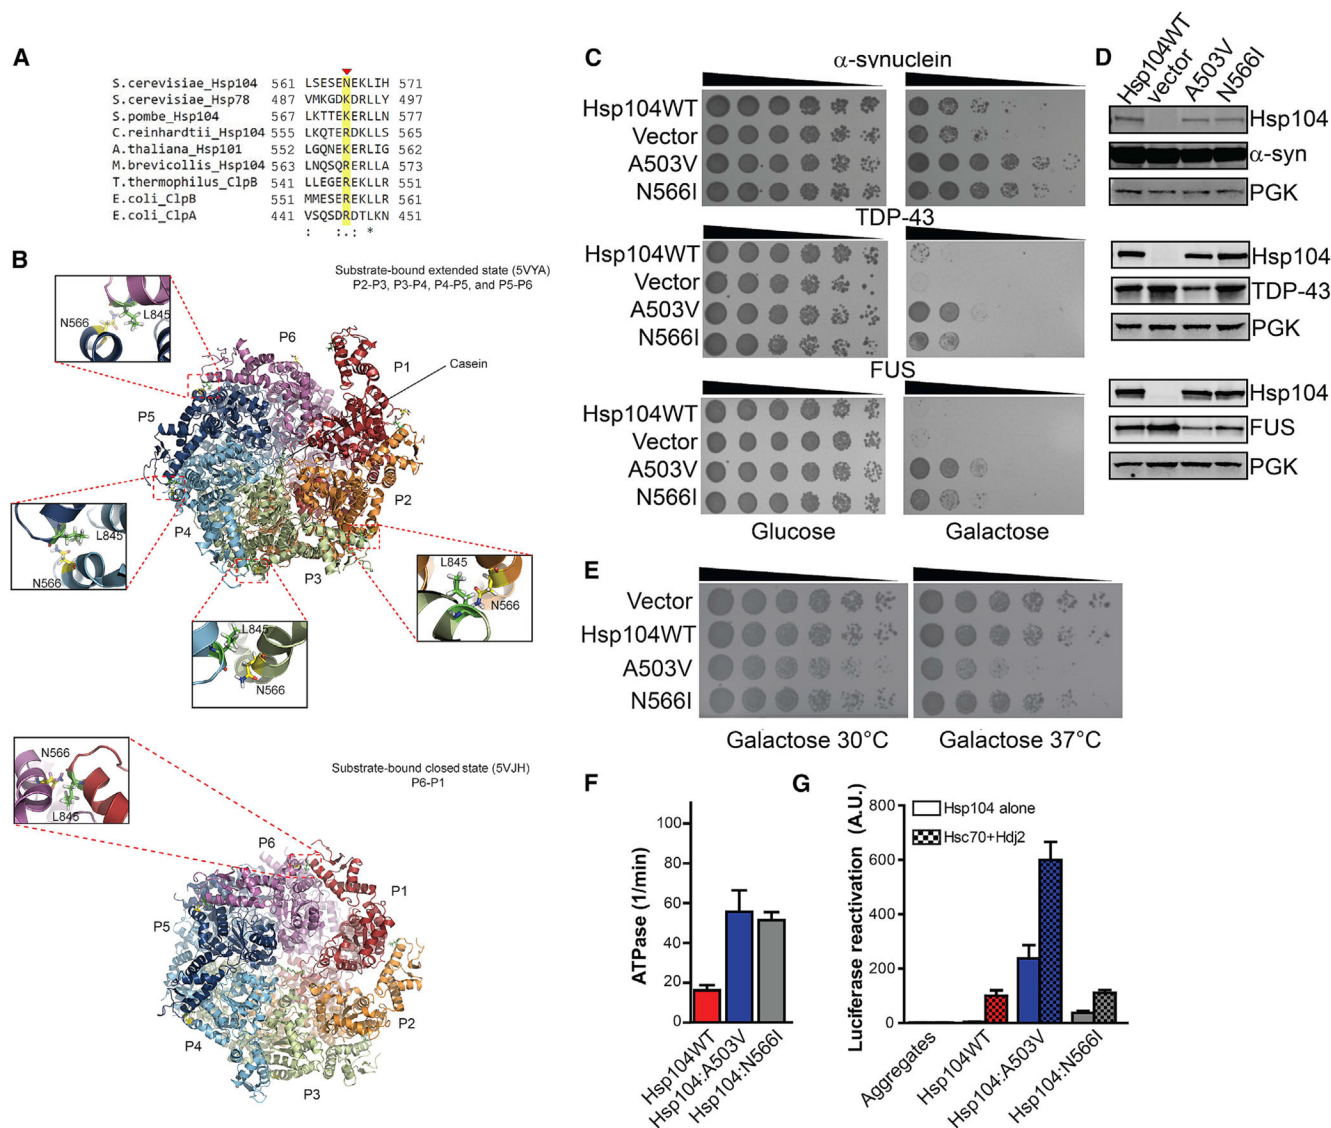 A
S.cerevisiae_Hsp104 561 LSESENEKLIH 571
S.cerevisiae_Hsp78 487 VMKGDKDRLLY 497
S.pombe_Hsp104 567 LKTTEKERLLN 577
C.reinhardtii_Hsp104 555 LKQTERDKLLS 565
A.thaliana_Hsp101 552 LGQNEKERLIG 562
M.brevicollis_Hsp104 563 LNQSQREKLLA 573
T.thermophilus_ClpB 541 LLEGEREKLLR 551
E.coli_ClpB 551 MMESEREKLLR 561
E.coli_ClpA 441 VSQSDRDTLKN 451
: :.: *
B
Substrate-bound extended state (5VYA)
P2-P3, P3-P4, P4-P5, and P5-P6
N566
L845
P6
P1
Casein
P5
P2
P4
P3
L845
N566
L845
N566
L845
N566
Substrate-bound closed state (5VJH)
P6-P1
N566
L845
P6
P1
P5
P2
P4
P3
C
α-synuclein
Hsp104WT
Vector
A503V
N566I
TDP-43
Hsp104WT
Vector
A503V
N566I
FUS
Hsp104WT
Vector
A503V
N566I
Glucose Galactose
D
Hsp104WT
vector
A503V
N566I
Hsp104
α-syn
PGK
Hsp104
TDP-43
PGK
Hsp104
FUS
PGK
E
Vector
Hsp104WT
A503V
N566I
Galactose 30°C Galactose 37°C
F
ATPase (1/min)
100
80
60
40
20
0
Hsp104WT
Hsp104:A503V
Hsp104:N566I
G
Luciferase reactivation (A.U.)
800
600
400
200
0
Hsp104 alone
Hsc70+Hdj2
Aggregates
Hsp104WT
Hsp104:A503V
Hsp104:N566I